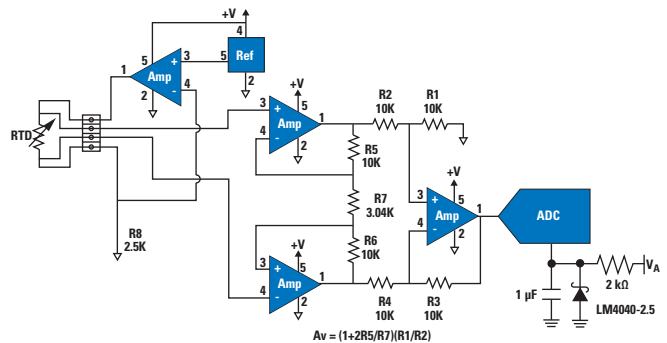 +V
4
5
3
5
Ref
1
+
Amp
-
4
2
2
RTD
R8
2.5K
+V
3
5
+
1
Amp
4
-
2
R2
10K
R1
10K
R5
10K
R7
3.04K
R6
10K
+V
3
5
+
1
Amp
4
-
2
+V
3
5
1
Amp
4
2
R4
10K
R3
10K
ADC
1 µF
2 kΩ
VA
LM4040-2.5
Av = (1+2R5/R7)(R1/R2)